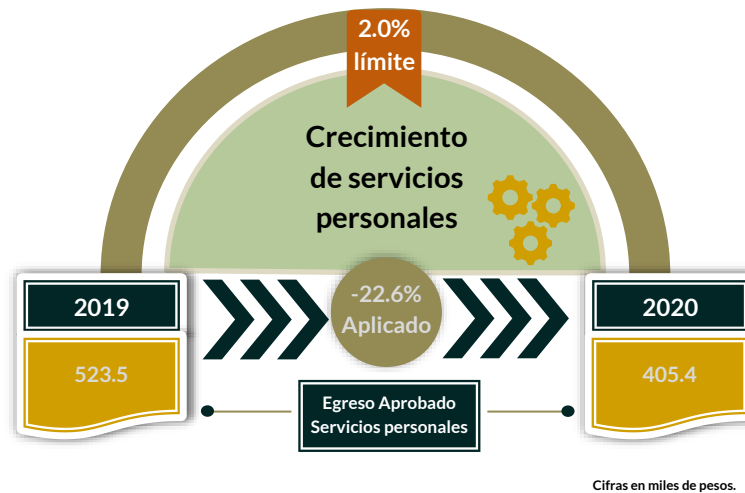 2.0%
límite
Crecimiento
de servicios
personales
2019
-22.6%
Aplicado
2020
523.5
405.4
Egreso Aprobado
Servicios personales
Cifras en miles de pesos.